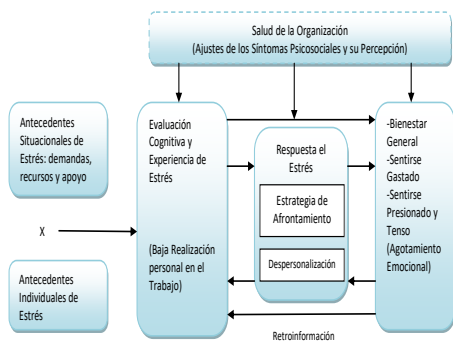 Salud de la Organización
(Ajustes de los Síntomas Psicosociales y su Percepción)
Antecedentes
Situacionales de
Estrés: demandas,
recursos y apoyo
X
Antecedentes
Individuales de
Estrés
Evaluación
Cognitiva y
Experiencia de
Estrés
(Baja Realización
personal en el
Trabajo)
Respuesta el
Estrés
Estrategia de
Afrontamiento
Despersonalización
-Bienestar
General
-Sentirse
Gastado
-Sentirse
Presionado y
Tenso
(Agotamiento
Emocional)
Retroinformación